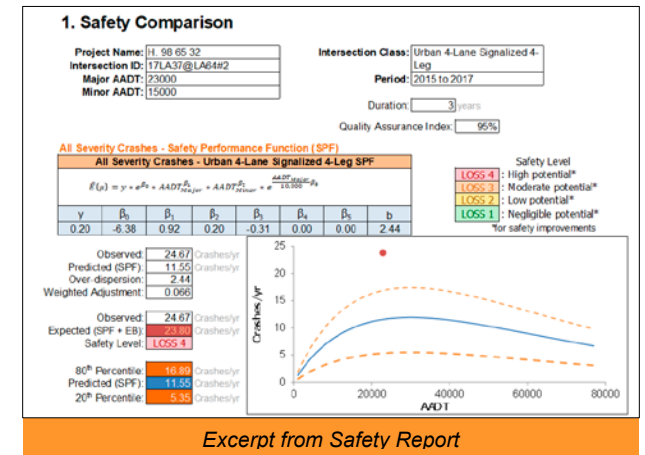 1. Safety Comparison
Project Name: H. 98 65 32
Intersection ID: 17LA37@LA64#2
Major AADT: 23000
Minor AADT: 15000
Intersection Class: Urban 4-Lane Signalized 4-
Leg
Period: 2015 to 2017
Duration: 3 years
Quality Assurance Index: 95%
All Severity Crashes - Safety Performance Function (SPF)
All Severity Crashes - Urban 4-Lane Signalized 4-Leg SPF
y β0 β1 β2 β3 β4 β5 b
0.20 -6.38 0.92 0.20 -0.31 0.00 0.00 2.44
Safety Level
LOSS 4 : High potential*
LOSS 3 : Moderate potential*
LOSS 2 : Low potential*
LOSS 1 : Negligible potential*
*for safety improvements
Observed: 24.67 Crashes/yr
Predicted (SPF): 11.55 Crashes/yr
Over-dispersion: 2.44
Weighted Adjustment: 0.066
Observed: 24.67 Crashes/yr
Expected (SPF + EB): 23.80 Crashes/yr
Safety Level: LOSS 4
80th Percentile: 16.89 Crashes/yr
Predicted (SPF): 11.55 Crashes/yr
20th Percentile: 5.35 Crashes/yr
Crashes/yr
25
20
15
10
5
0
0 20000 40000 60000 80000
AADT
Excerpt from Safety Report